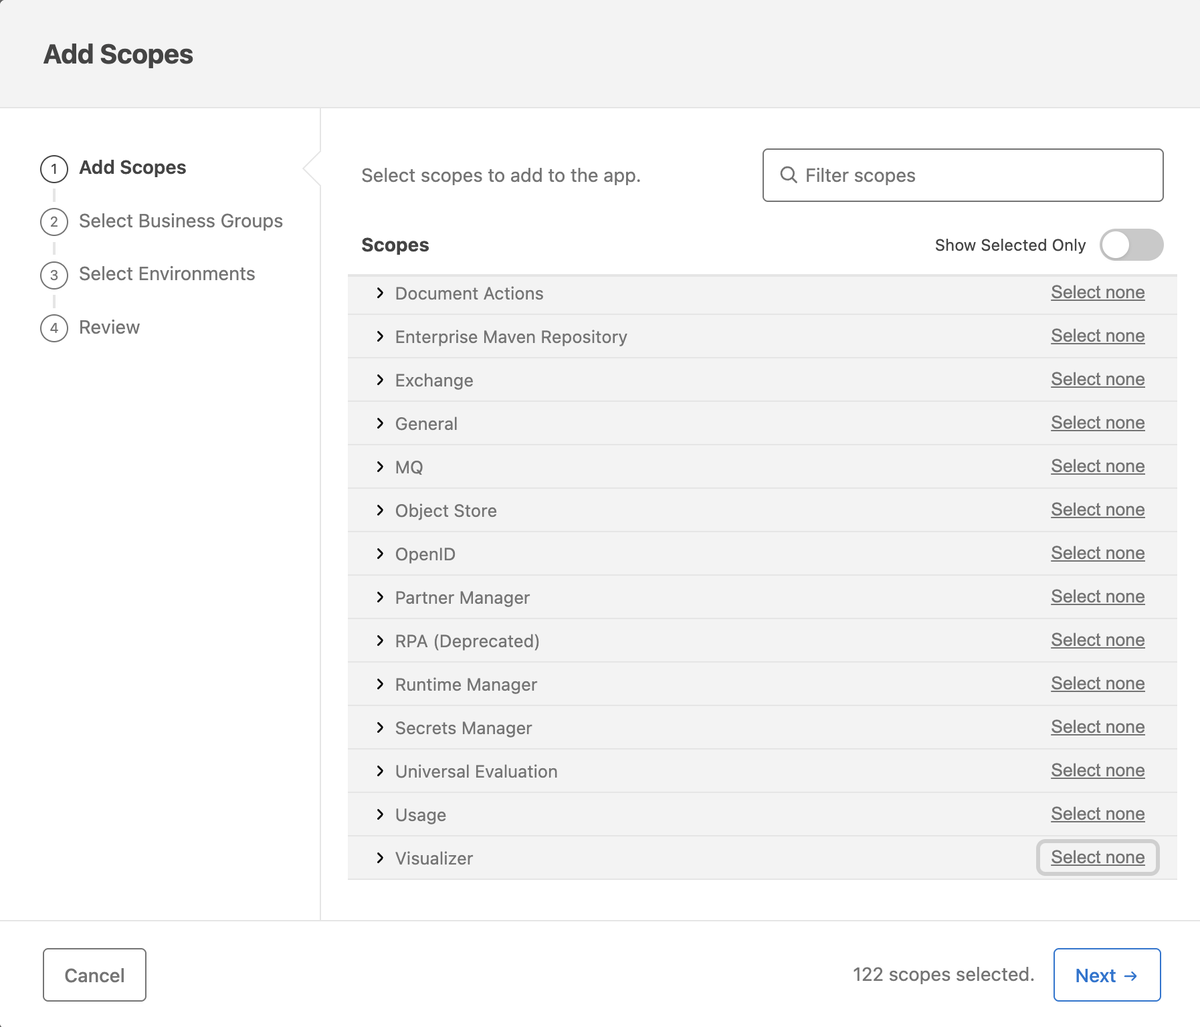 Add Scopes
1 Add Scopes
2 Select Business Groups
3 Select Environments
4 Review
Select scopes to add to the app.
Filter scopes
Scopes
Show Selected Only
Document Actions Select none
Enterprise Maven Repository Select none
Exchange Select none
General Select none
MQ Select none
Object Store Select none
OpenID Select none
Partner Manager Select none
RPA (Deprecated) Select none
Runtime Manager Select none
Secrets Manager Select none
Universal Evaluation Select none
Usage Select none
Visualizer Select none
Cancel
122 scopes selected.
Next →